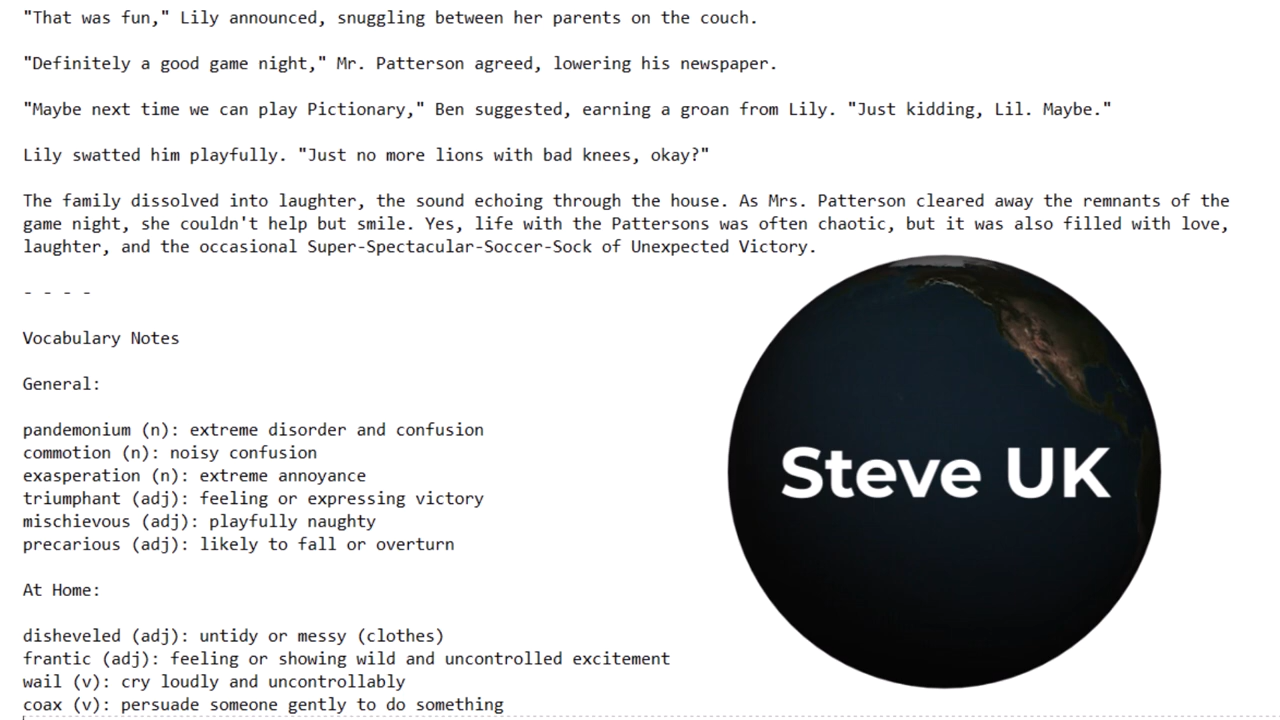 "That was fun," Lily announced, snuggling between her parents on the couch.
"Definitely a good game night," Mr. Patterson agreed, lowering his newspaper.
"Maybe next time we can play Pictionary," Ben suggested, earning a groan from Lily. "Just kidding, Lil. Maybe."
Lily swatted him playfully. "Just no more lions with bad knees, okay?"
The family dissolved into laughter, the sound echoing through the house. As Mrs. Patterson cleared away the remnants of the
game night, she couldn't help but smile. Yes, life with the Pattersons was often chaotic, but it was also filled with love,
laughter, and the occasional Super-Spectacular-Soccer-Sock of Unexpected Victory.
- - - -
Vocabulary Notes
General:
pandemonium (n): extreme disorder and confusion
commotion (n): noisy confusion
exasperation (n): extreme annoyance
triumphant (adj): feeling or expressing victory
mischievous (adj): playfully naughty
precarious (adj): likely to fall or overturn
At Home:
disheveled (adj): untidy or messy (clothes)
frantic (adj): feeling or showing wild and uncontrolled excitement
wail (v): cry loudly and uncontrollably
coax (v): persuade someone gently to do something
Steve UK